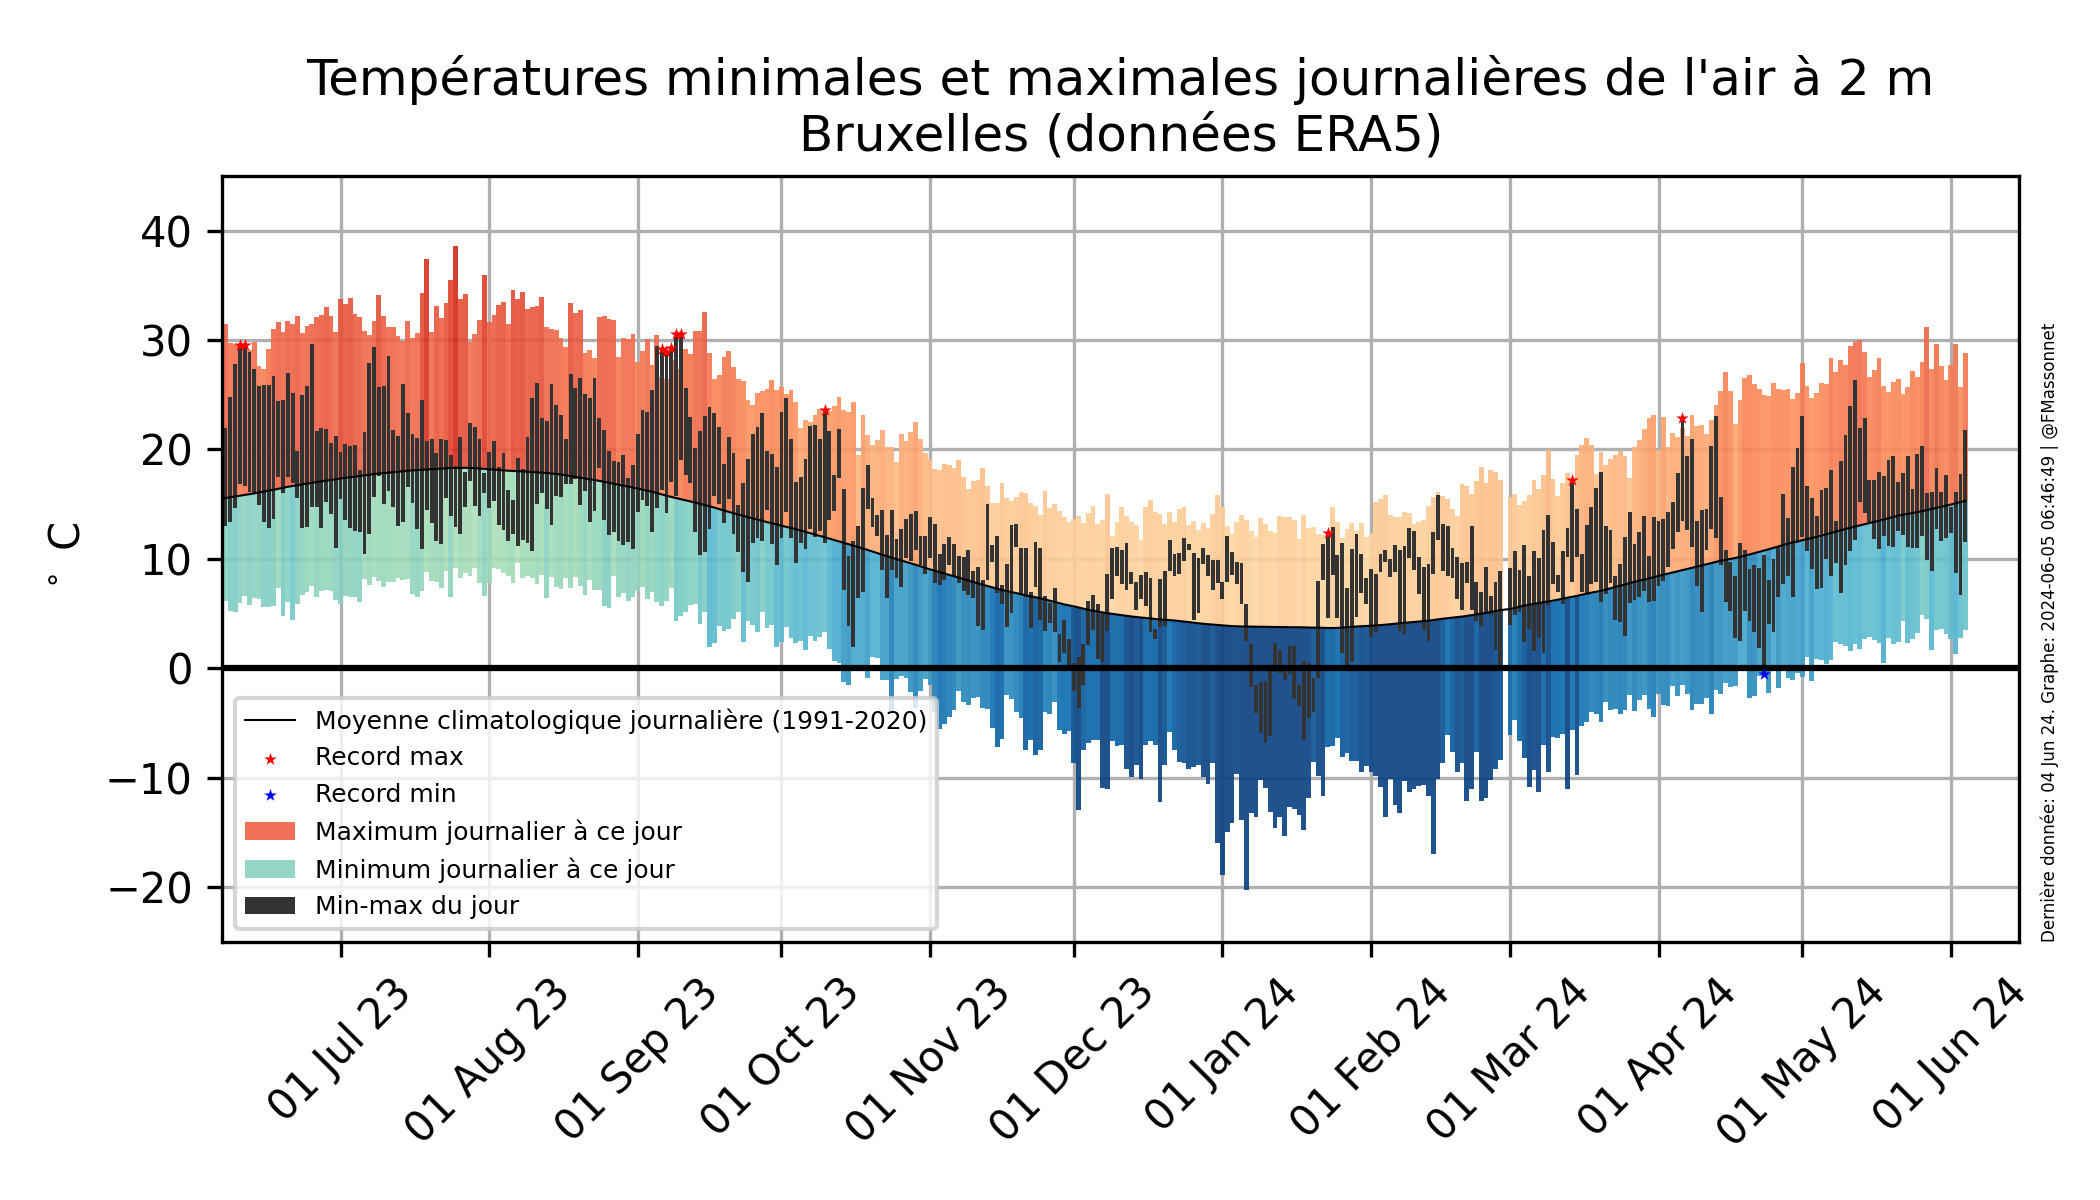 Températures minimales et maximales journalières de l'air à 2 m
Bruxelles (données ERA5)
40
30
20
10
0
−10
−20
° C
Moyenne climatologique journalière (1991-2020)
Record max
Record min
Maximum journalier à ce jour
Minimum journalier à ce jour
Min-max du jour
01 Jul 23
01 Aug 23
01 Sep 23
01 Oct 23
01 Nov 23
01 Dec 23
01 Jan 24
01 Feb 24
01 Mar 24
01 Apr 24
01 May 24
01 Jun 24
Dernière donnée: 04 Jun 24. Graphe: 2024-06-05 06:46:49 | @FMassonnet